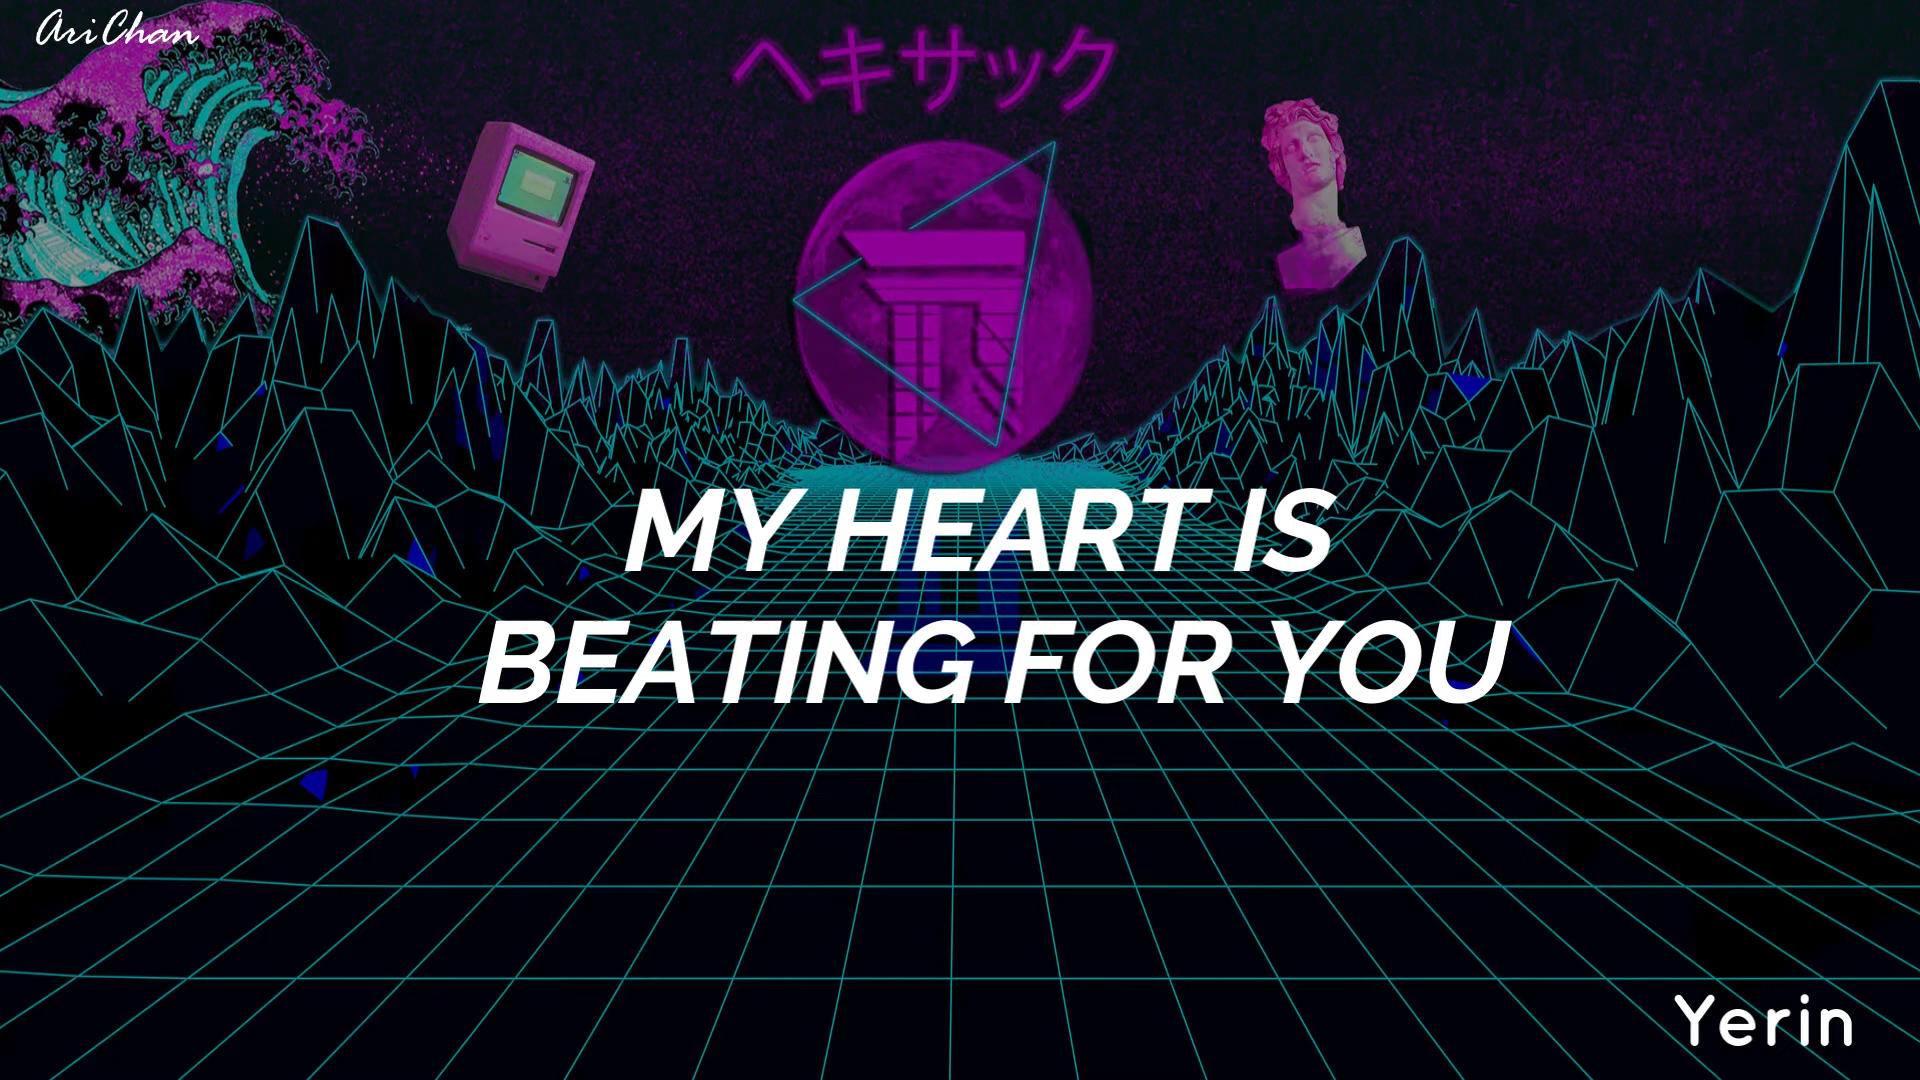 AriChan
ヘキサック
MY HEART IS
BEATING FOR YOU
Yerin